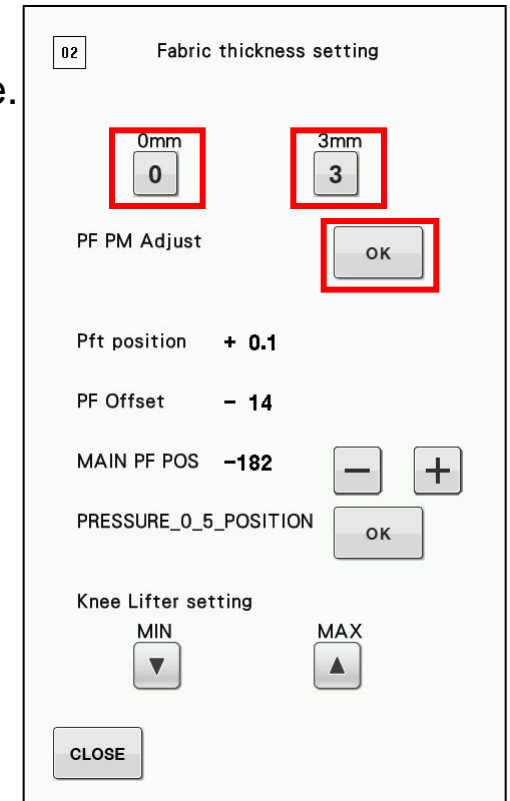 02 Fabric thickness setting
e.
0mm 3mm
0 3
PF PM Adjust OK
Pft position + 0.1
PF Offset - 14
MAIN PF POS -182 - +
PRESSURE_0_5_POSITION OK
Knee Lifter setting
MIN MAX
▼ ▲
CLOSE